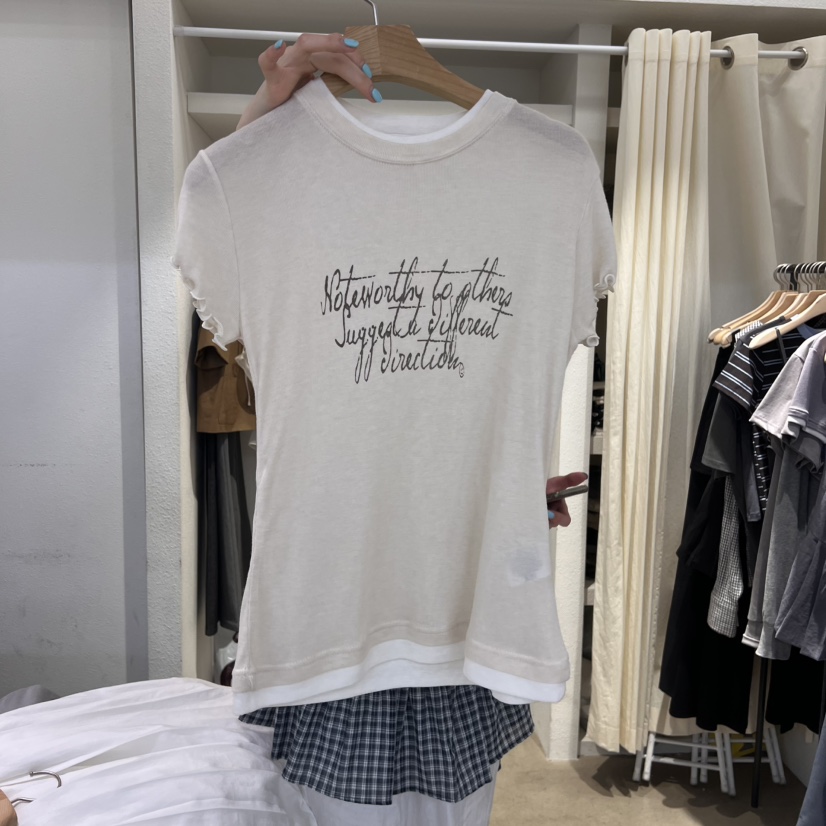 Noteworthy to others
Suggest a different
direction.